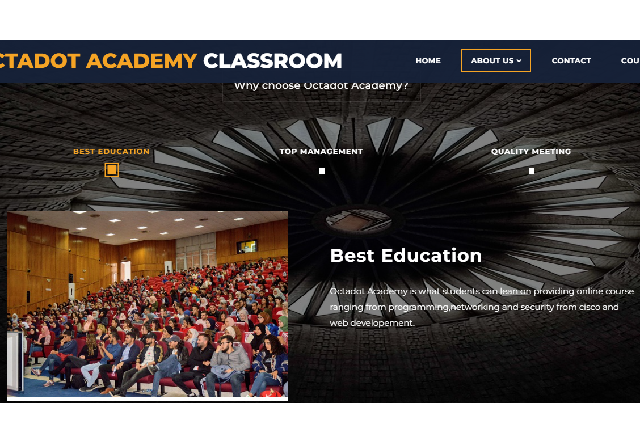 CTADOT ACADEMY CLASSROOM
HOME
ABOUT US
CONTACT
COU
Why choose Octadot Academy?
BEST EDUCATION
TOP MANAGEMENT
QUALITY MEETING
Best Education
Octadot Academy is what students can lean on providing online course
ranging from programming,networking and security from cisco and
web developement.